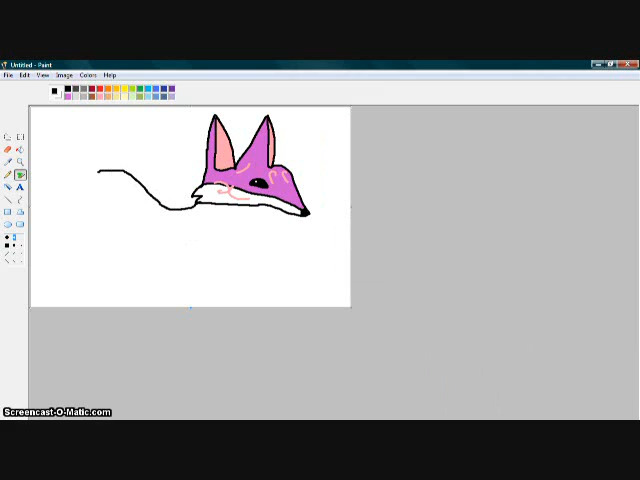 Untitled - Paint
File Edit View Image Colors Help
A
Screencast-O-Matic.com